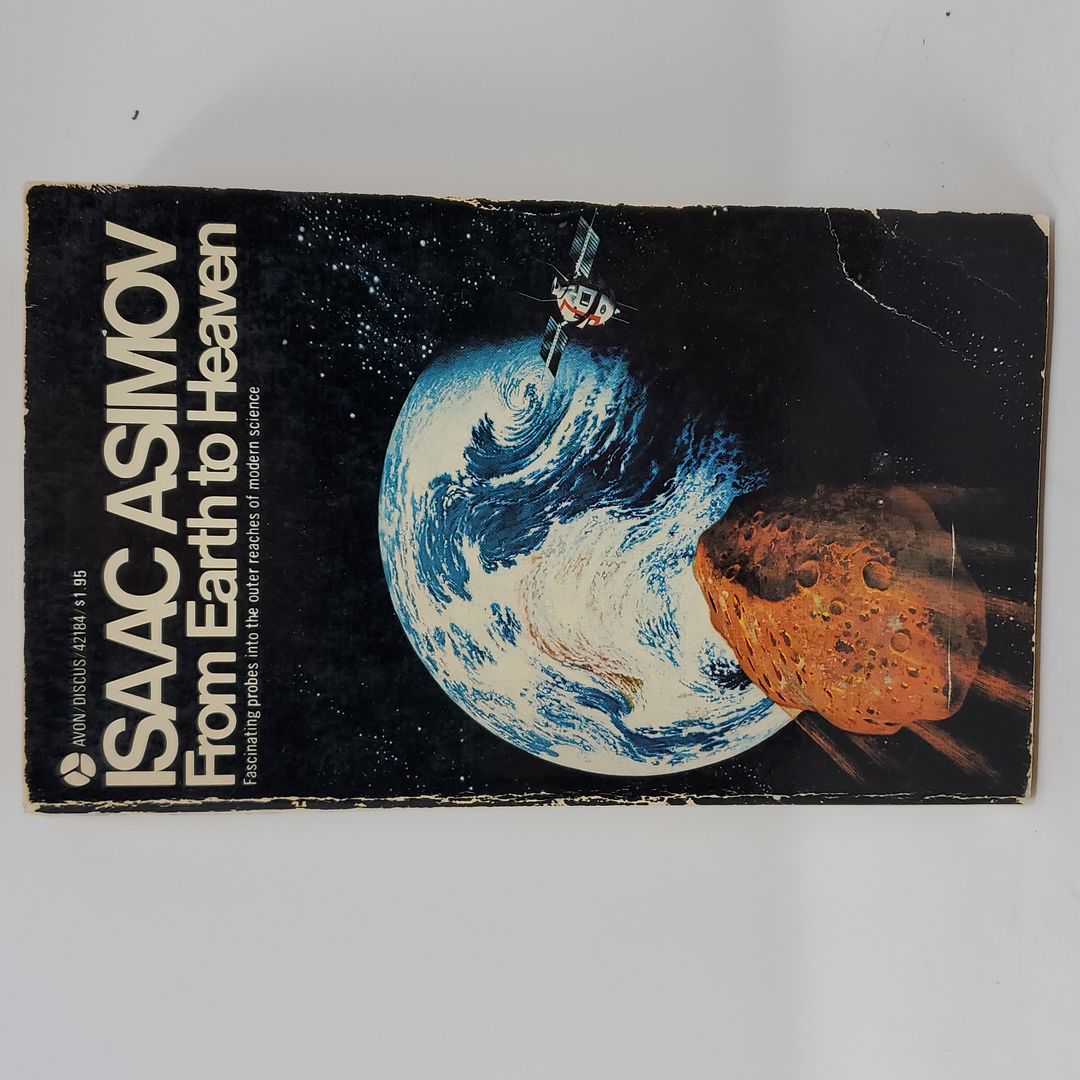 AVON/DISCUS/42184/$1.95
ISAAC ASIMOV
From Earth to Heaven
Fascinating probes into the outer reaches of modern science